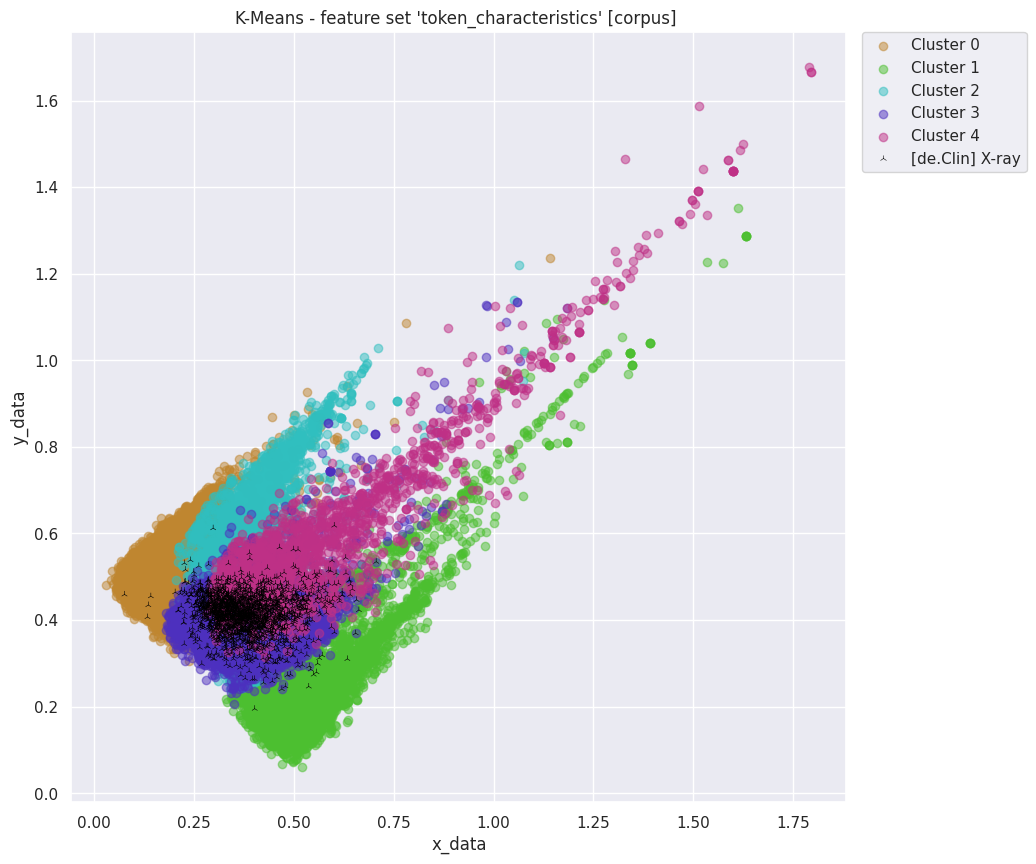 K-Means - feature set 'token_characteristics' [corpus]
Cluster 0
Cluster 1
Cluster 2
Cluster 3
Cluster 4
[de.Clin] X-ray
1.6
1.4
1.2
1.0
0.8
0.6
0.4
0.2
0.0
y_data
0.00
0.25
0.50
0.75
1.00
1.25
1.50
1.75
x_data